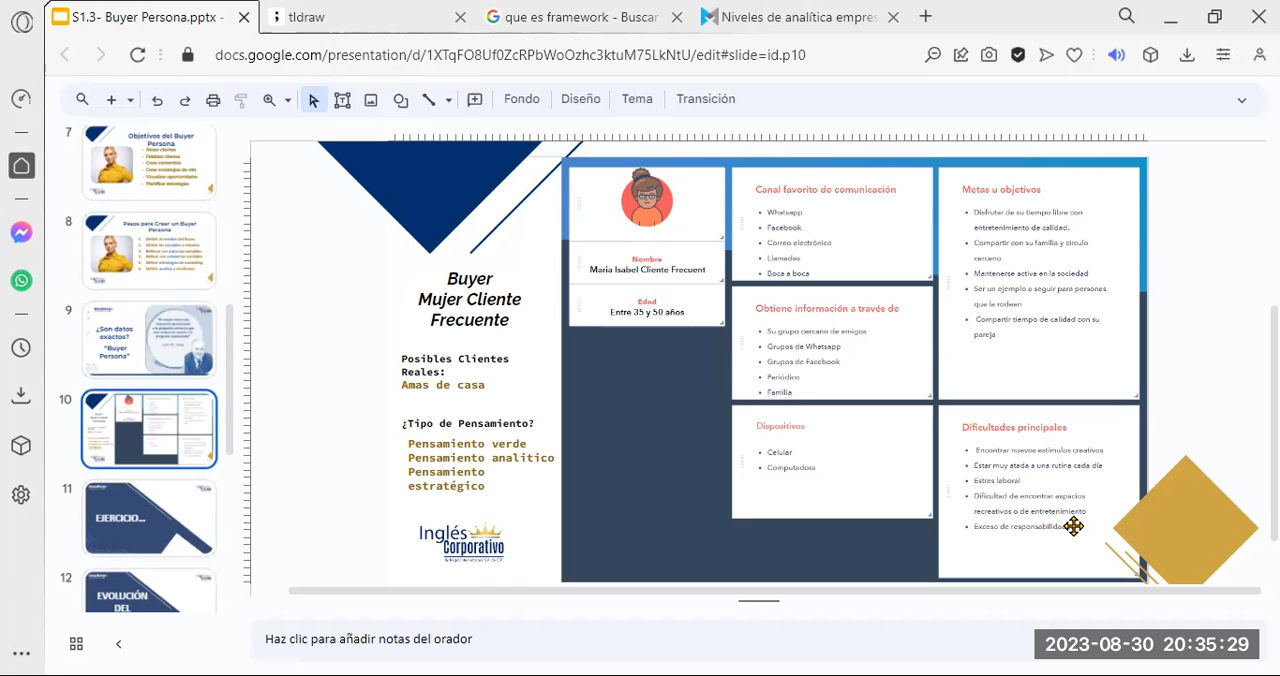 S1.3- Buyer Persona.pptx -
tldraw
que es framework - Buscar
Niveles de analítica empres
docs.google.com/presentation/d/1XTqFO8Uf0ZcRPbWoOzhc3ktuM75LkNtU/edit#slide=id.p10
Fondo
Diseño
Tema
Transición
7
Objetivos del Buyer
Persona
8
Pasos para Crear un Buyer
Persona
9
¿Son datos
exactos?
"Buyer
Persona"
10
11
EJERCICIO...
12
EVOLUCIÓN
DEL
Buyer
Mujer Cliente
Frecuente
Posibles Clientes
Reales:
Amas de casa
¿Tipo de Pensamiento?
Pensamiento verde
Pensamiento analítico
Pensamiento
estratégico
Inglés
Corporativo
Nombre
Maria Isabel Cliente Frecuent
Edad
Entre 35 y 50 años
Canal favorito de comunicación
Whatsapp
Facebook
Correo electrónico
Llamadas
Boca a boca
Obtiene información a través de
Su grupo cercano de amigos
Grupos de Whatsapp
Grupos de Facebook
Periódico
Familia
Dispositivos
Celular
Computadora
Metas u objetivos
Disfrutar de su tiempo libre con
entretenimiento de calidad.
Compartir con su familia y círculo
cercano
Mantenerse activa en la sociedad
Ser un ejemplo a seguir para personas
que la rodean
Compartir tiempo de calidad con su
pareja
Dificultades principales
Encontrar nuevos estímulos creativos
Estar muy atada a una rutina cada día
Estres laboral
Dificultad de encontrar espacios
recreativos o de entretenimiento
Exceso de responsabilidad
Haz clic para añadir notas del orador
2023-08-30 20:35:29